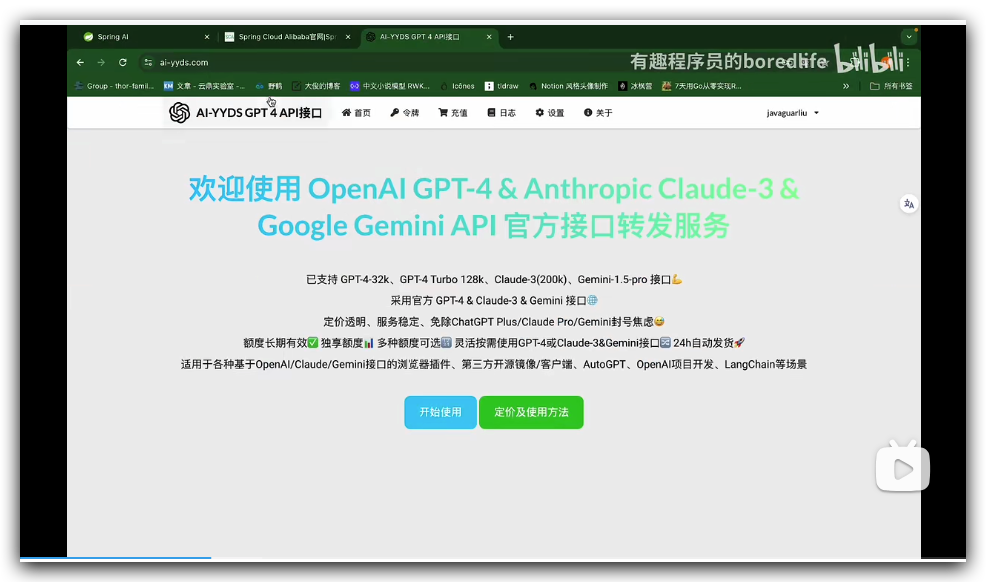 Spring AI
Spring Cloud Alibaba官网|Spr
AI-YYDS GPT 4 API接口
ai-yyds.com
有趣程序员的bored life
bilibili
Group - thor-famil...
文章 - 云鼎实验室 -...
野鹤
大俊的博客
中文小说模型 RWK...
Icônes
tldraw
Notion 风格头像制作
冰枫营
7天用Go从零实现R...
所有书签
AI-YYDS GPT 4 API接口
首页
令牌
充值
日志
设置
关于
javaguarliu
欢迎使用 OpenAI GPT-4 & Anthropic Claude-3 &
Google Gemini API 官方接口转发服务
已支持 GPT-4-32k、GPT-4 Turbo 128k、Claude-3(200k)、Gemini-1.5-pro 接口💪
采用官方 GPT-4 & Claude-3 & Gemini 接口🌐
定价透明、服务稳定、免除ChatGPT Plus/Claude Pro/Gemini封号焦虑😄
额度长期有效✅ 独享额度📊 多种额度可选🔢 灵活按需使用GPT-4或Claude-3&Gemini接口🔀 24h自动发货🚀
适用于各种基于OpenAI/Claude/Gemini接口的浏览器插件、第三方开源镜像/客户端、AutoGPT、OpenAI项目开发、LangChain等场景
开始使用
定价及使用方法